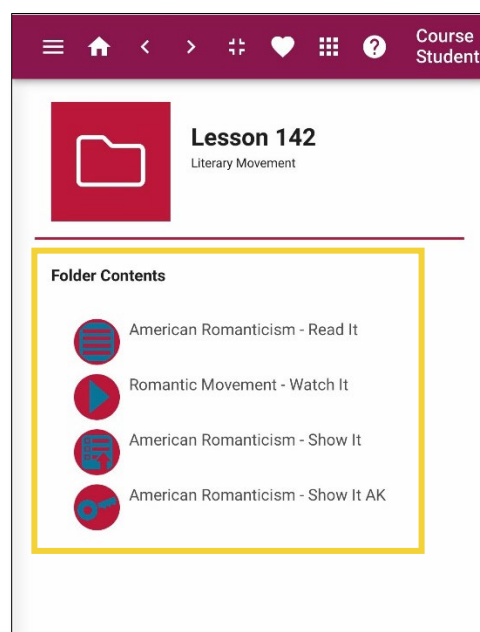 Course
Student
Lesson 142
Literary Movement
Folder Contents
American Romanticism - Read It
Romantic Movement - Watch It
American Romanticism - Show It
American Romanticism - Show It AK